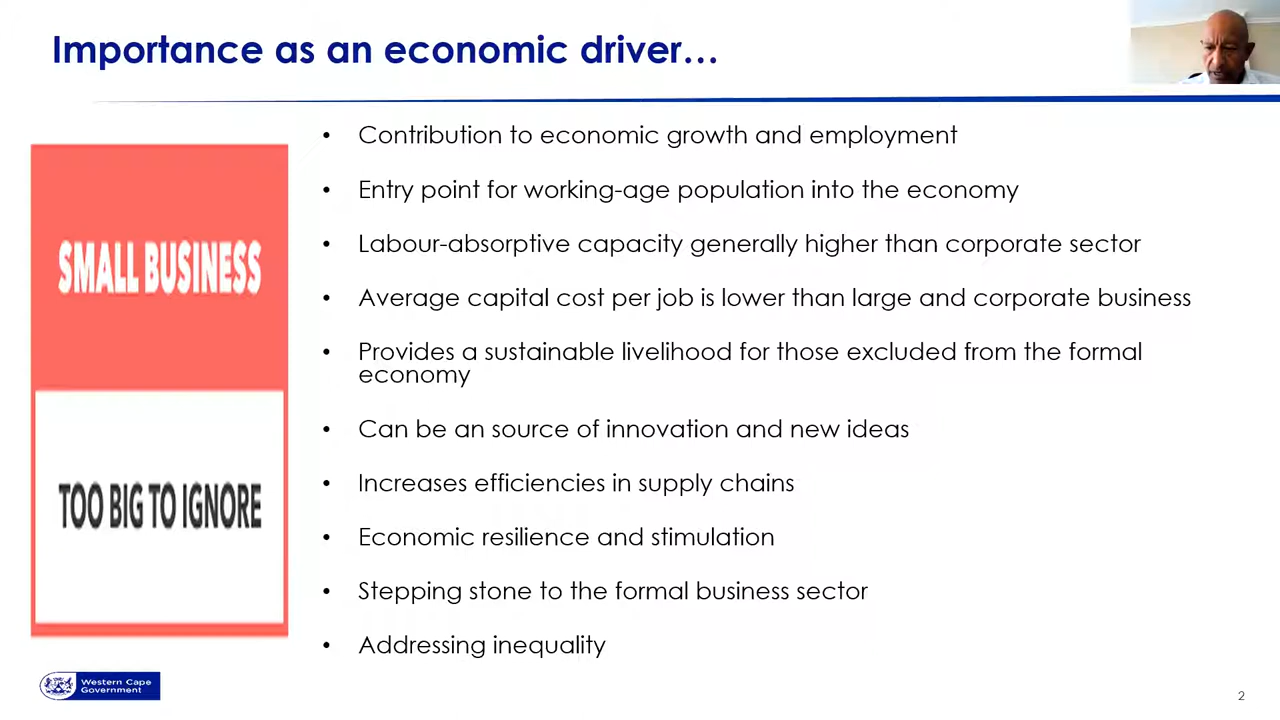 Importance as an economic driver…
SMALL BUSINESS
TOO BIG TO IGNORE
• Contribution to economic growth and employment
• Entry point for working-age population into the economy
• Labour-absorptive capacity generally higher than corporate sector
• Average capital cost per job is lower than large and corporate business
• Provides a sustainable livelihood for those excluded from the formal
economy
• Can be an source of innovation and new ideas
• Increases efficiencies in supply chains
• Economic resilience and stimulation
• Stepping stone to the formal business sector
• Addressing inequality
Western Cape
Government
2